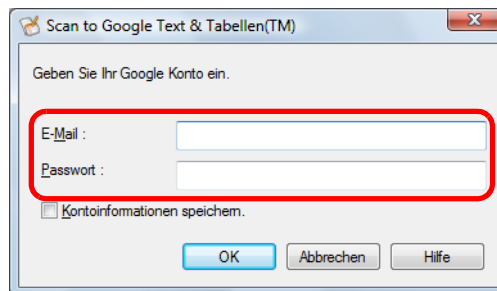 Scan to Google Text & Tabellen(TM)
Geben Sie Ihr Google Konto ein.
E-Mail :
Passwort :
Kontoinformationen speichern.
OK Abbrechen Hilfe